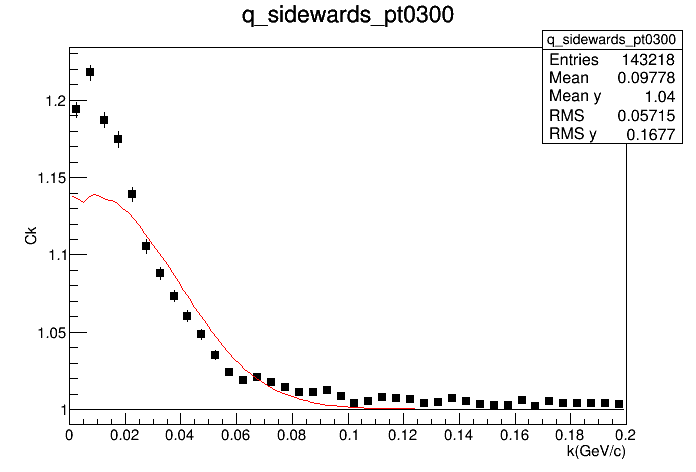 q_sidewards_pt0300
q_sidewards_pt0300
Entries 143218
Mean 0.09778
Mean y 1.04
RMS 0.05715
RMS y 0.1677
Ck
1.2
1.15
1.1
1.05
1
0 0.02 0.04 0.06 0.08 0.1 0.12 0.14 0.16 0.18 0.2
k(GeV/c)